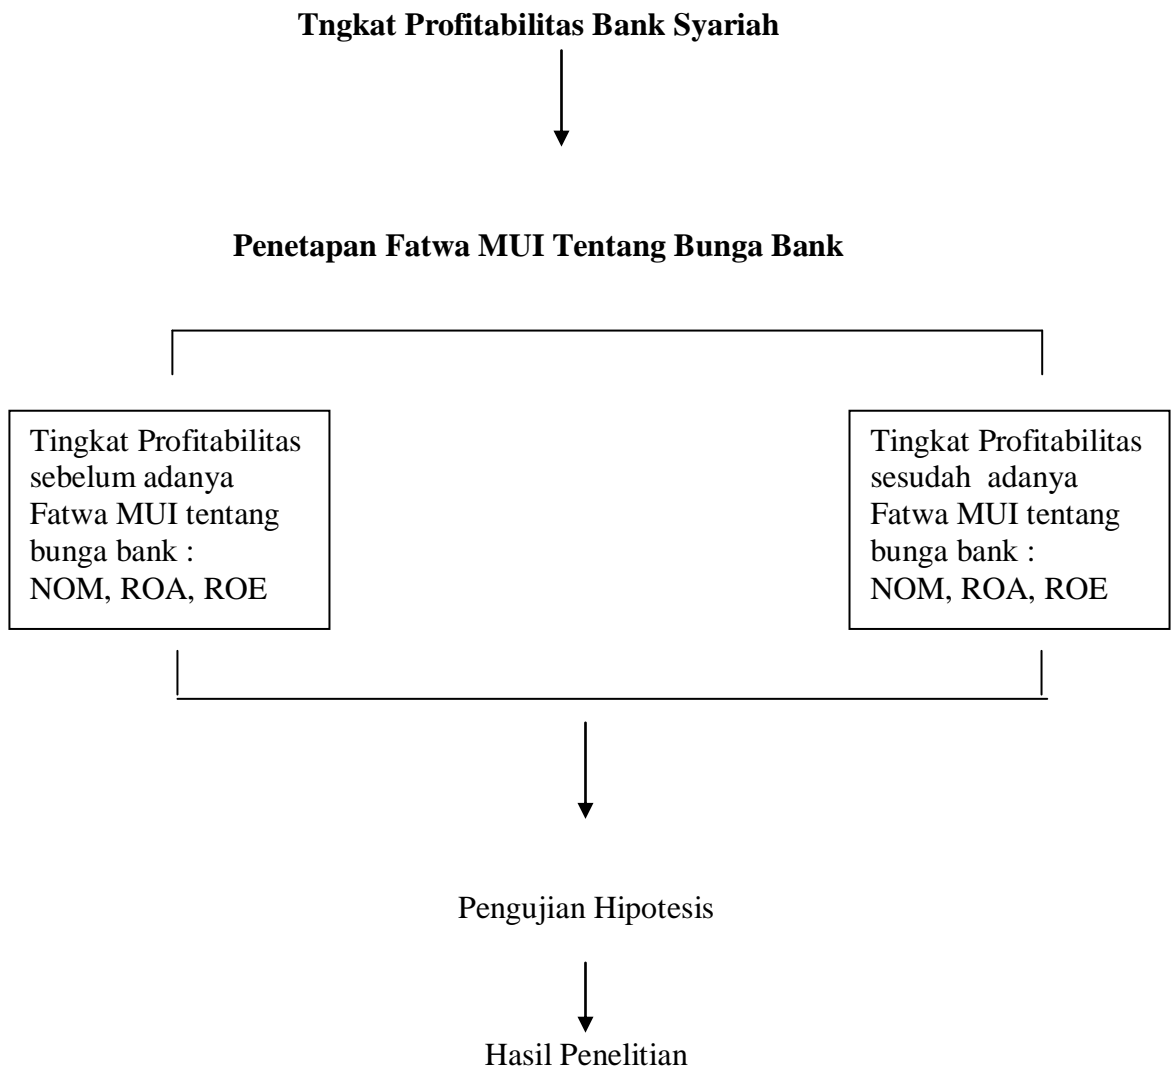 Tngkat Profitabilitas Bank Syariah
Penetapan Fatwa MUI Tentang Bunga Bank
Tingkat Profitabilitas
sebelum adanya
Fatwa MUI tentang
bunga bank :
NOM, ROA, ROE
Tingkat Profitabilitas
sesudah adanya
Fatwa MUI tentang
bunga bank :
NOM, ROA, ROE
Pengujian Hipotesis
Hasil Penelitian